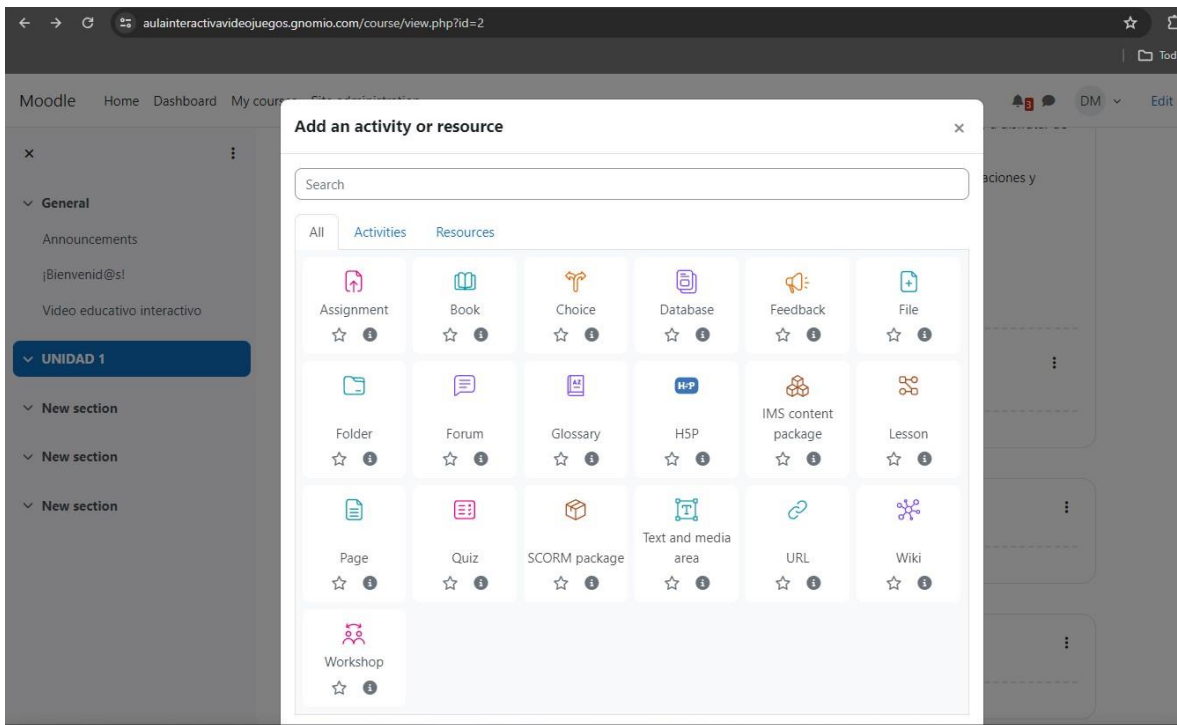 aulainteractivavideojuegos.gnomio.com/course/view.php?id=2
Tod
Moodle Home Dashboard My cours
3 DM Edit
Add an activity or resource
Search
aciones y
General
Announcements
¡Bienvenid@s!
Video educativo interactivo
UNIDAD 1
New section
New section
New section
All Activities Resources
Assignment Book Choice Database Feedback File
Folder Forum Glossary H5P IMS content package Lesson
Page Quiz SCORM package Text and media area URL Wiki
Workshop